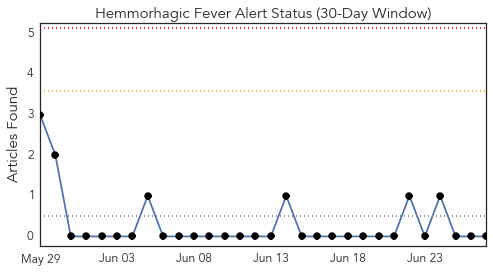 Hemmorhagic Fever Alert Status (30-Day Window)
Articles Found
5
4
3
2
1
0
May 29 Jun 03 Jun 08 Jun 13 Jun 18 Jun 23